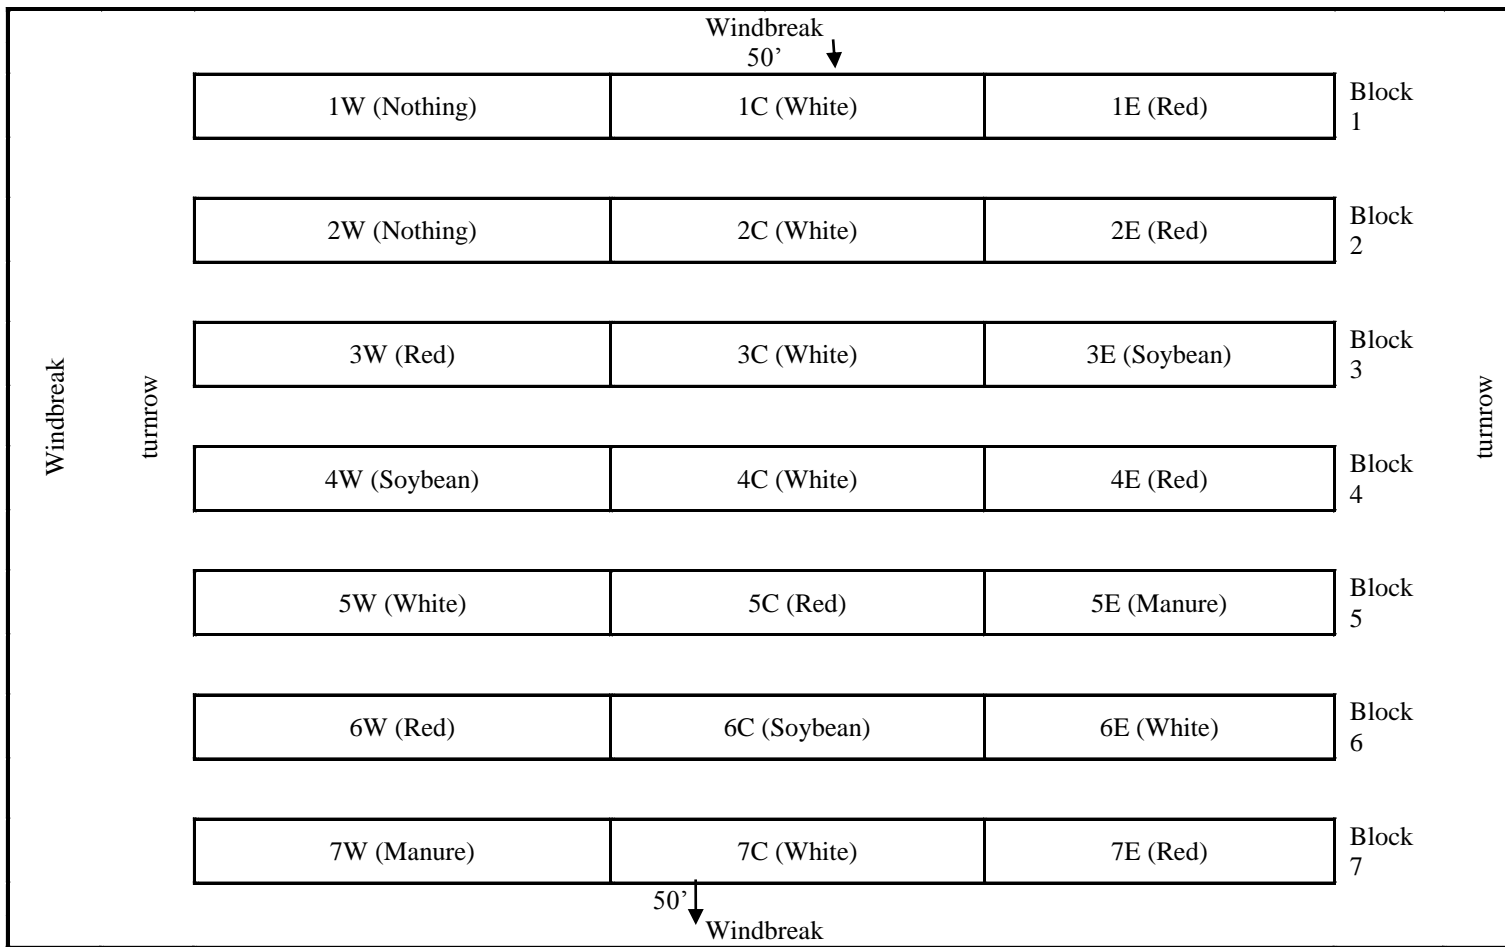 Windbreak
50’
1W (Nothing) 1C (White) 1E (Red) Block
1
2W (Nothing) 2C (White) 2E (Red) Block
2
3W (Red) 3C (White) 3E (Soybean) Block
3
Windbreak
turnrow
turnrow
4W (Soybean) 4C (White) 4E (Red) Block
4
5W (White) 5C (Red) 5E (Manure) Block
5
6W (Red) 6C (Soybean) 6E (White) Block
6
7W (Manure) 7C (White) 7E (Red) Block
7
50’
Windbreak